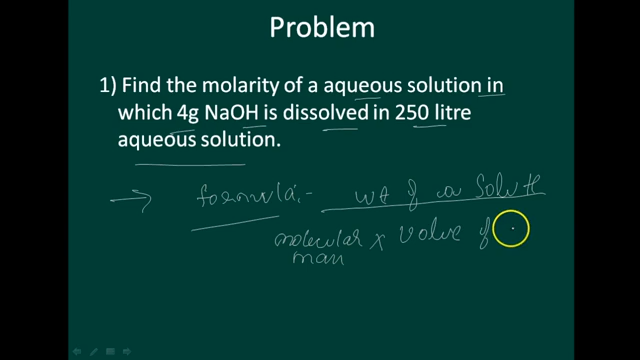 Problem
1) Find the molarity of a aqueous solution in
which 4g NaOH is dissolved in 250 litre
aqueous solution.
→ formula:- wt of a Solute
molecular x Volve of
mass